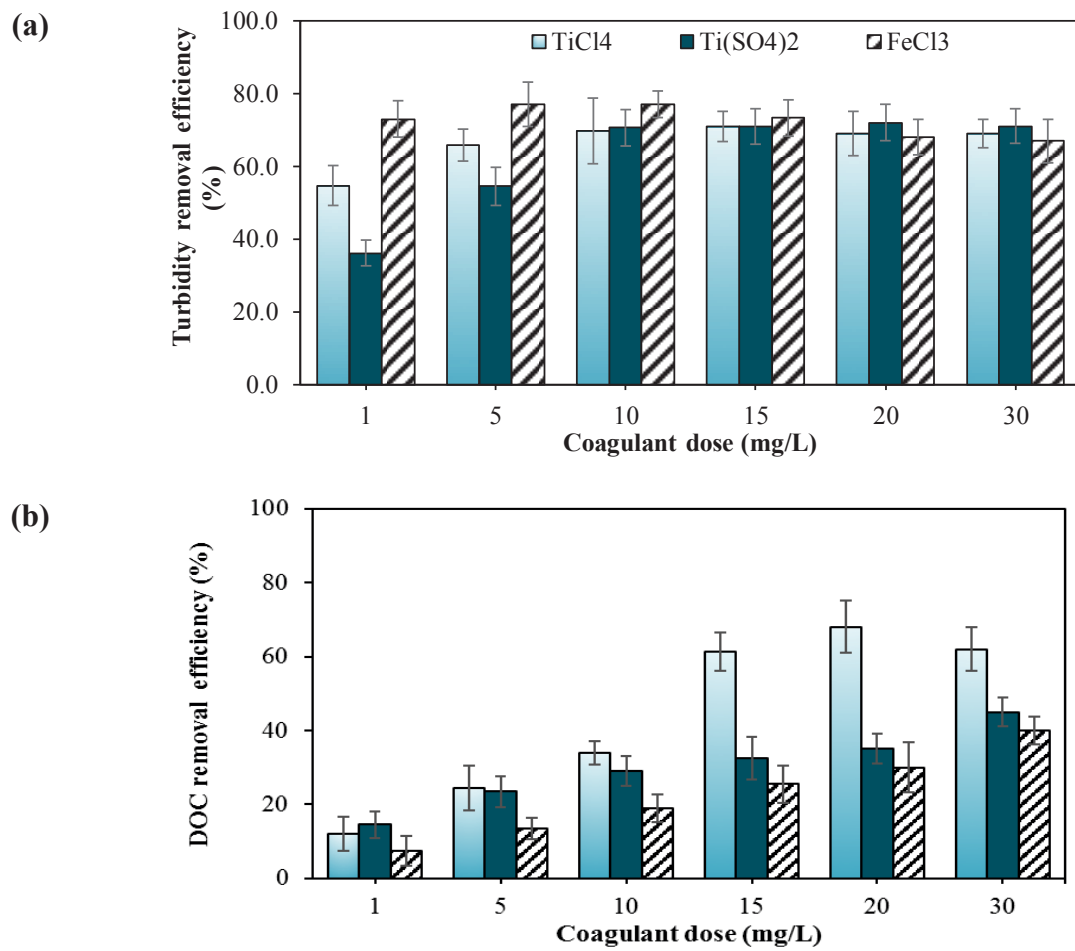 (a)
Turbidity removal efficiency
(%)
100.0
80.0
60.0
40.0
20.0
0.0
TiCl4 Ti(SO4)2 FeCl3
1 5 10 15 20 30
Coagulant dose (mg/L)
(b)
DOC removal efficiency (%)
100
80
60
40
20
0
1 5 10 15 20 30
Coagulant dose (mg/L)